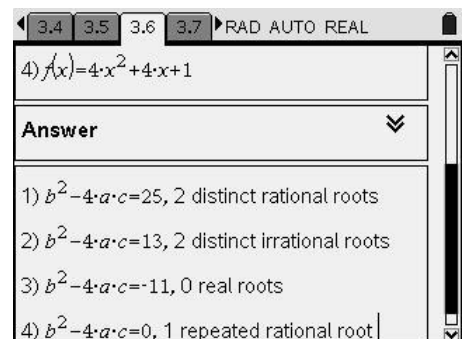 3.4 3.5 3.6 3.7 RAD AUTO REAL
4) f(x)=4·x²+4·x+1
Answer
1) b²−4·a·c=25, 2 distinct rational roots
2) b²−4·a·c=13, 2 distinct irrational roots
3) b²−4·a·c=-11, 0 real roots
4) b²−4·a·c=0, 1 repeated rational root